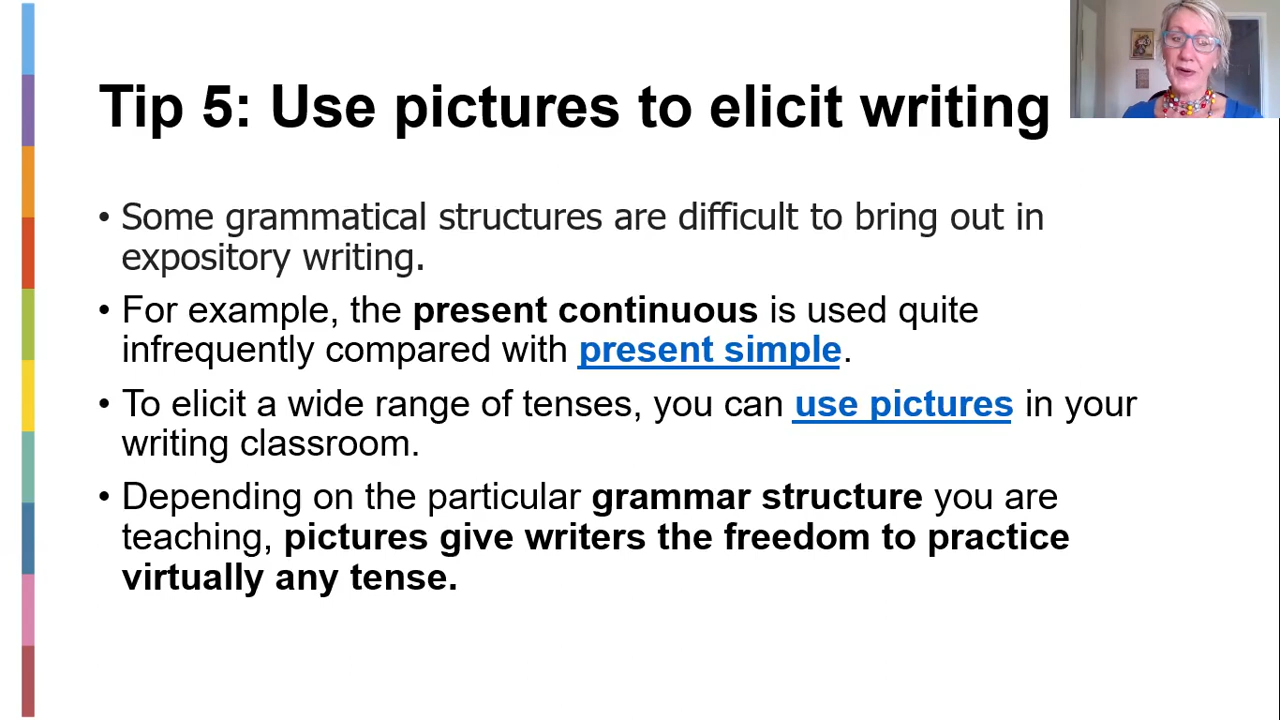 Tip 5: Use pictures to elicit writing
• Some grammatical structures are difficult to bring out in
expository writing.
• For example, the present continuous is used quite
infrequently compared with present simple.
• To elicit a wide range of tenses, you can use pictures in your
writing classroom.
• Depending on the particular grammar structure you are
teaching, pictures give writers the freedom to practice
virtually any tense.